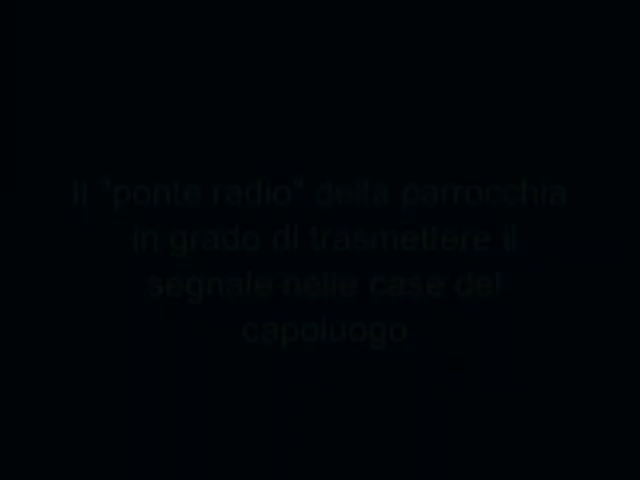 Il "ponte radio" della parrocchia
in grado di trasmettere il
segnale nelle case del
capoluogo